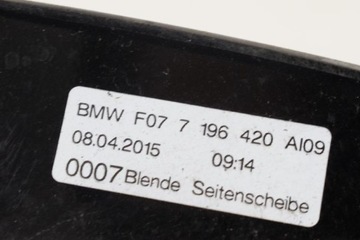 BMW F07 7 196 420 AI09
08.04.2015 09:14
0007 Blende Seitenscheibe